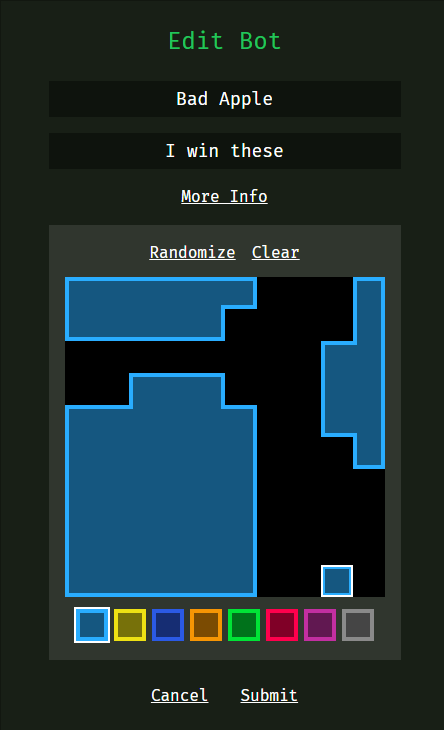 Edit Bot
Bad Apple
I win these
More Info
Randomize Clear
Cancel Submit